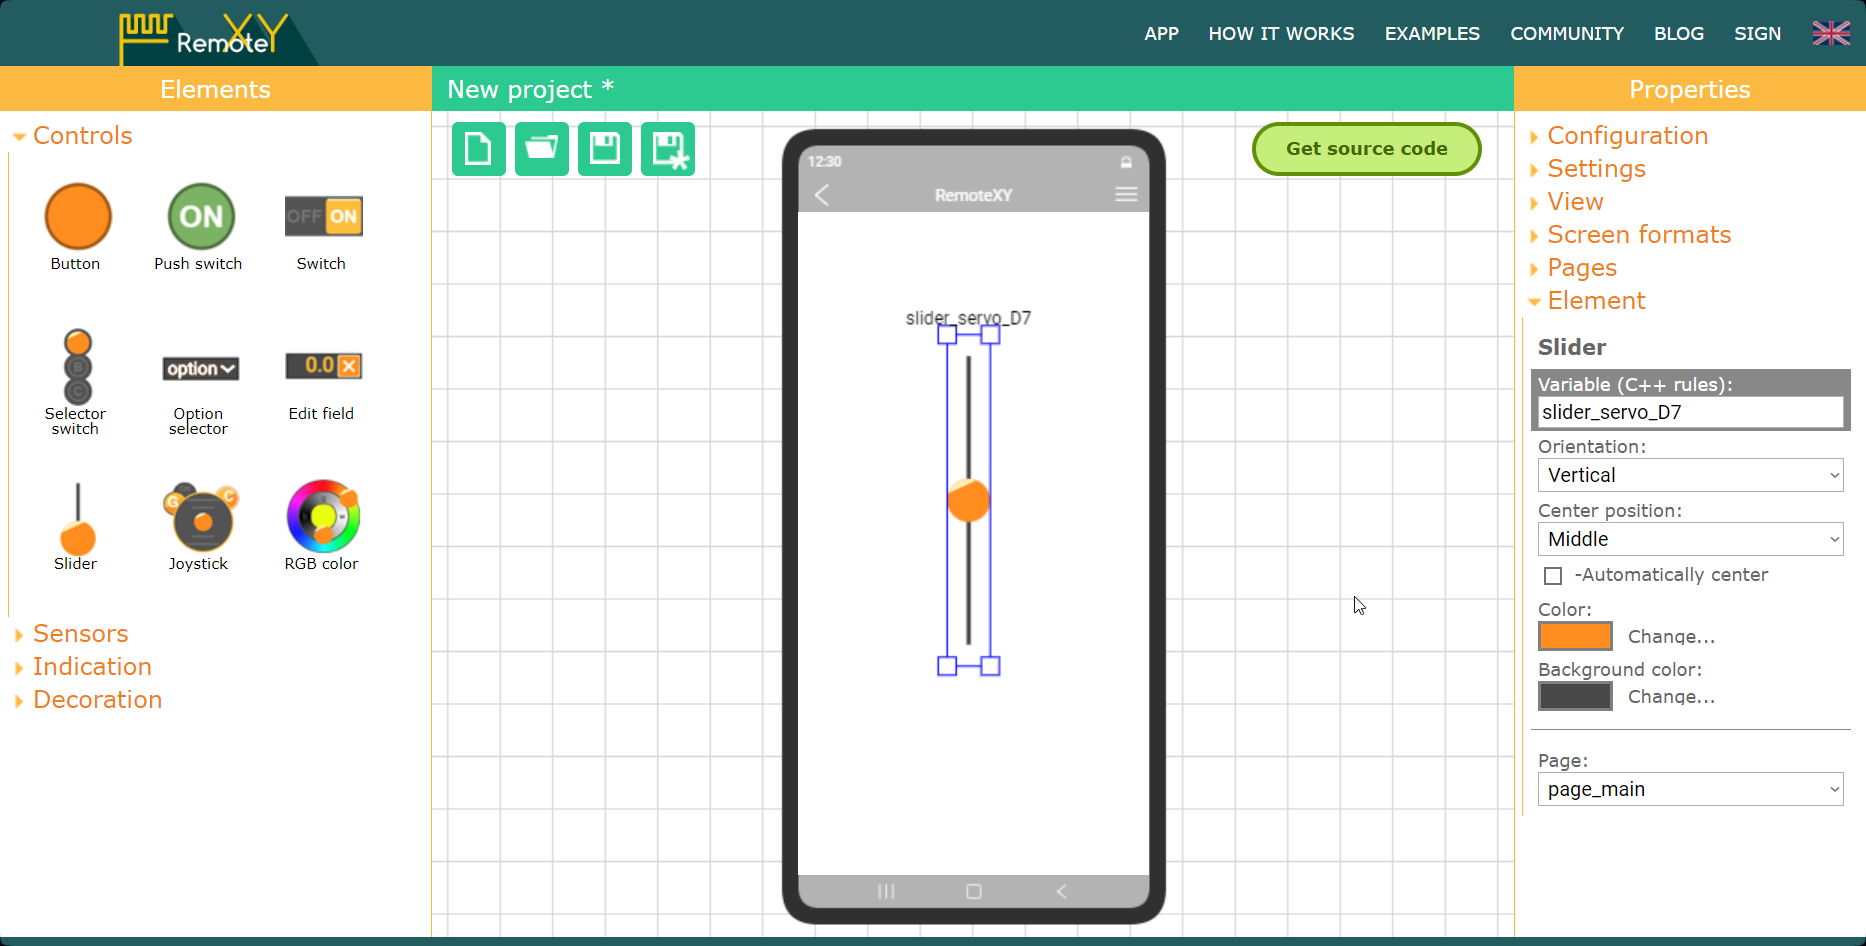 RemoteXY
APP HOW IT WORKS EXAMPLES COMMUNITY BLOG SIGN
Elements
New project *
Properties
Controls
Button
Push switch
Switch
ON
OFF ON
Selector
switch
Option
selector
Edit field
B
C
option
0.0
Slider
Joystick
RGB color
G
C
Sensors
Indication
Decoration
Get source code
12:30
RemoteXY
slider_servo_D7
Configuration
Settings
View
Screen formats
Pages
Element
Slider
Variable (C++ rules):
slider_servo_D7
Orientation:
Vertical
Center position:
Middle
-Automatically center
Color:
Change...
Background color:
Change...
Page:
page_main